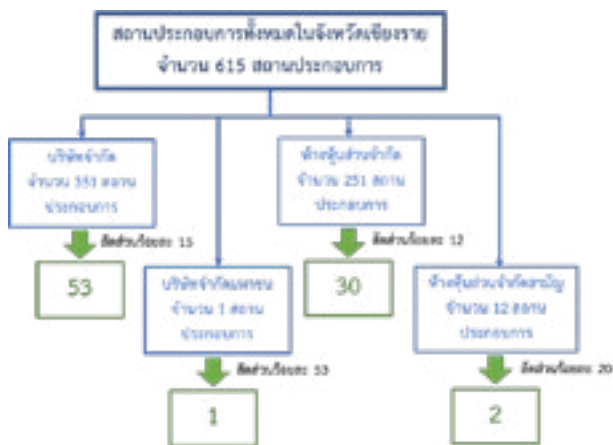 สถานประกอบการทั้งหมดในจังหวัดเชียงราย
จำนวน 615 สถานประกอบการ
บริษัทจำกัด
จำนวน 351 สถาน
ประกอบการ
สัดส่วนร้อยละ 15
53
บริษัทจำกัดมหาชน
จำนวน 1 สถาน
ประกอบการ
สัดส่วนร้อยละ 53
1
ห้างหุ้นส่วนจำกัด
จำนวน 251 สถาน
ประกอบการ
สัดส่วนร้อยละ 12
30
ห้างหุ้นส่วนจำกัดสามัญ
จำนวน 12 สถาน
ประกอบการ
สัดส่วนร้อยละ 20
2